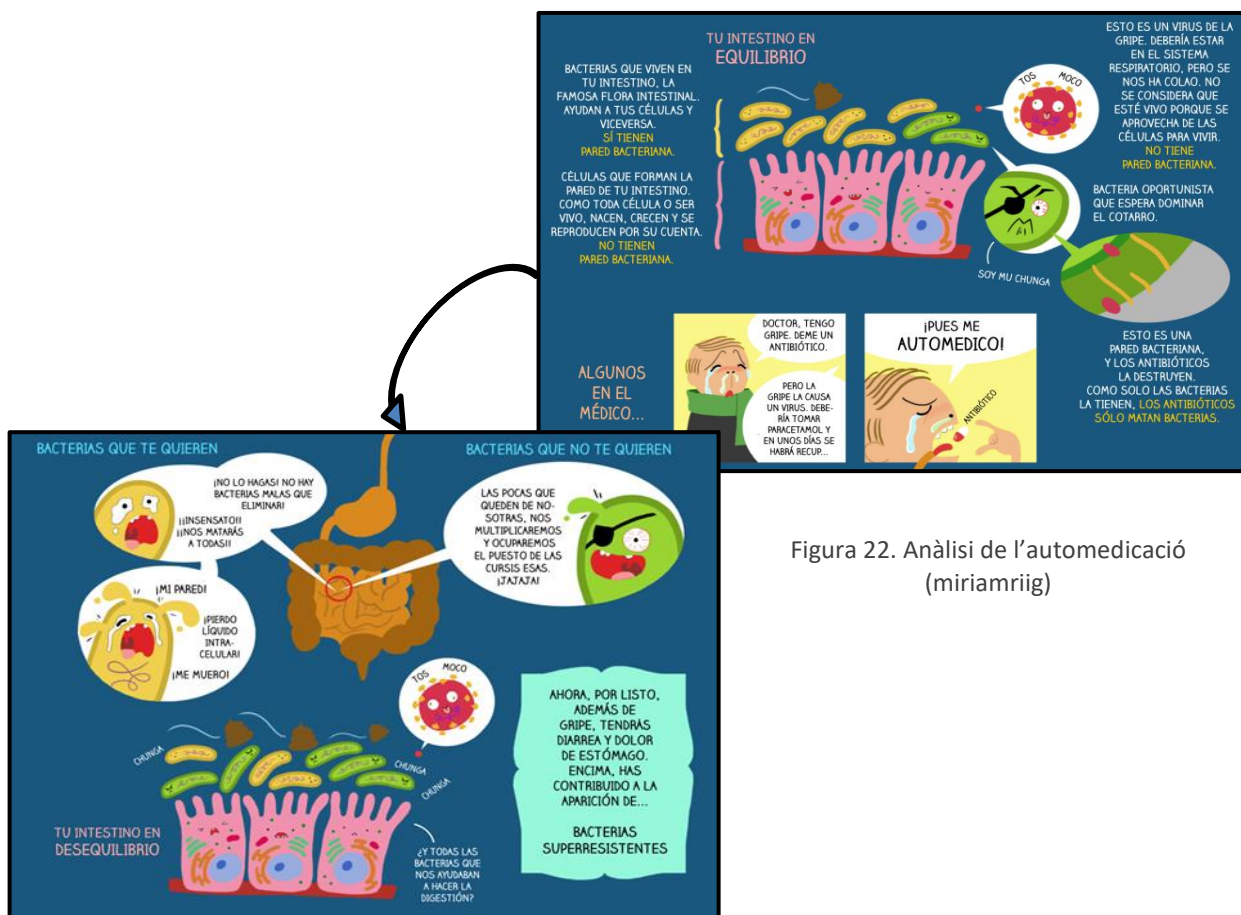 TU INTESTINO EN
EQUILIBRIO
BACTERIAS QUE VIVEN EN
TU INTESTINO, LA
FAMOSA FLORA INTESTINAL.
AYUDAN A TUS CÉLULAS Y
VICEVERSA.
SÍ TIENEN
PARED BACTERIANA.
CÉLULAS QUE FORMAN LA
PARED DE TU INTESTINO.
COMO TODA CÉLULA O SER
VIVO, NACEN, CRECEN Y SE
REPRODUCEN POR SU CUENTA.
NO TIENEN
PARED BACTERIANA.
TOS
MOCO
ESTO ES UN VIRUS DE LA
GRIPE. DEBERÍA ESTAR
EN EL SISTEMA
RESPIRATORIO, PERO SE
NOS HA COLAO. NO
SE CONSIDERA QUE
ESTÉ VIVO PORQUE SE
APROVECHA DE LAS
CÉLULAS PARA VIVIR.
NO TIENE
PARED BACTERIANA.
BACTERIA OPORTUNISTA
QUE ESPERA DOMINAR
EL COTARRO.
SOY MU CHUNGA
ESTO ES UNA
PARED BACTERIANA,
Y LOS ANTIBIÓTICOS
LA DESTRUYEN.
COMO SOLO LAS BACTERIAS
LA TIENEN, LOS ANTIBIÓTICOS
SÓLO MATAN BACTERIAS.
ALGUNOS
EN EL
MÉDICO...
DOCTOR, TENGO
GRIPE. DEME UN
ANTIBIÓTICO.
PERO LA
GRIPE LA CAUSA
UN VIRUS. DEBE-
RÍA TOMAR
PARACETAMOL Y
EN UNOS DÍAS SE
HABRÁ RECUP...
¡PUES ME
AUTOMEDICO!
ANTIBIÓTICO
BACTERIAS QUE TE QUIEREN
BACTERIAS QUE NO TE QUIEREN
¡NO LO HAGAS! NO HAY
BACTERIAS MALAS QUE
ELIMINAR!
¡¡INSENSATO!!
¡¡NOS MATARÁS
A TODAS!!
¡MI PARED!
¡PIERDO
LÍQUIDO
INTRA-
CELULAR!
¡ME MUERO!
LAS POCAS QUE
QUEDEN DE NO-
SOTRAS, NOS
MULTIPLICAREMOS
Y OCUPAREMOS
EL PUESTO DE LAS
CURSIS ESAS.
¡JAJAJA!
TOS
MOCO
CHUNGA
CHUNGA
CHUNGA
TU INTESTINO EN
DESEQUILIBRIO
¿Y TODAS LAS
BACTERIAS QUE
NOS AYUDABAN
A HACER LA
DIGESTIÓN?
AHORA, POR LISTO,
ADEMÁS DE
GRIPE, TENDRÁS
DIARREA Y DOLOR
DE ESTÓMAGO.
ENCIMA, HAS
CONTRIBUIDO A LA
APARICIÓN DE...
BACTERIAS
SUPERRESISTENTES
Figura 22. Anàlisi de l'automedicació
(miriamriig)